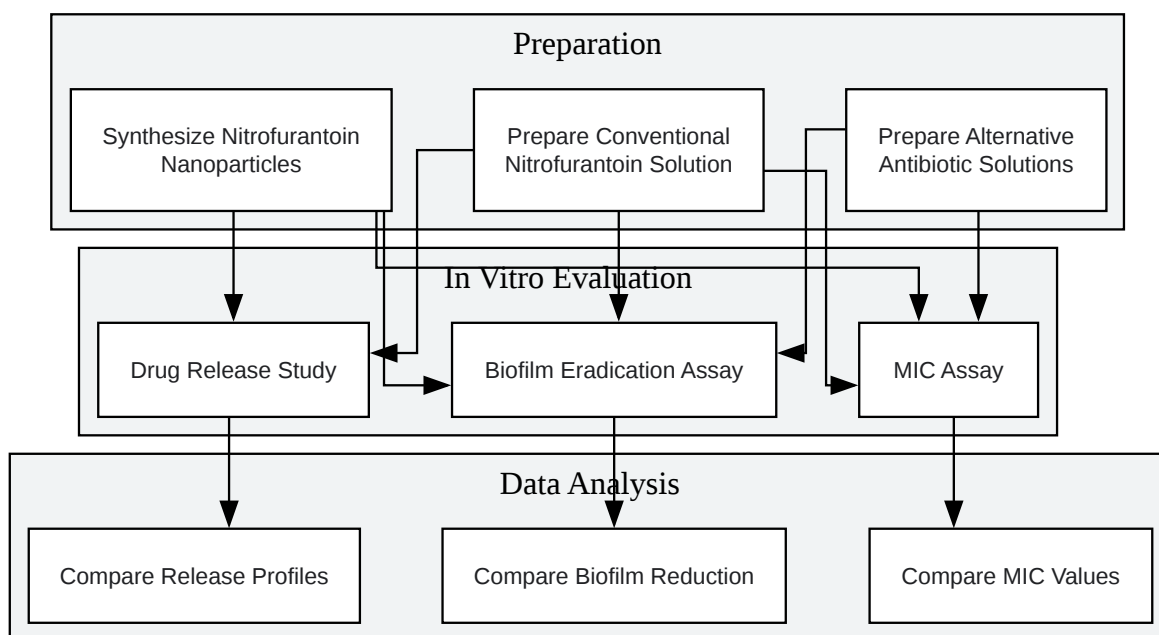 Preparation
Synthesize Nitrofurantoin
Nanoparticles
Prepare Conventional
Nitrofurantoin Solution
Prepare Alternative
Antibiotic Solutions
In Vitro Evaluation
Drug Release Study
Biofilm Eradication Assay
MIC Assay
Data Analysis
Compare Release Profiles
Compare Biofilm Reduction
Compare MIC Values